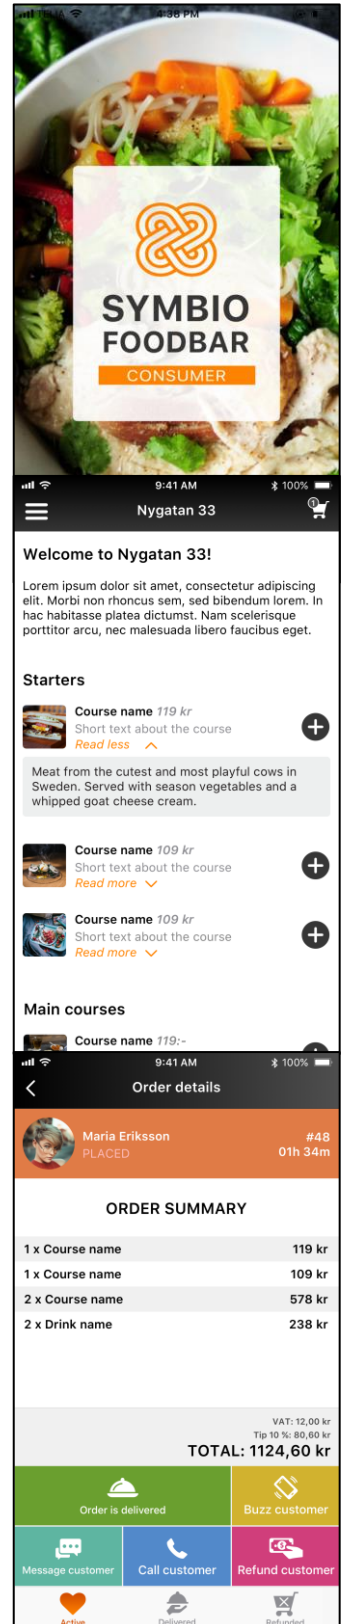 TELIA 4:38 PM
SYMBIO
FOODBAR
CONSUMER
9:41 AM 100%
Nygatan 33 1
Welcome to Nygatan 33!
Lorem ipsum dolor sit amet, consectetur adipiscing
elit. Morbi non rhoncus sem, sed bibendum lorem. In
hac habitasse platea dictumst. Nam scelerisque
porttitor arcu, nec malesuada libero faucibus eget.
Starters
Course name 119 kr
Short text about the course
Read less
Meat from the cutest and most playful cows in
Sweden. Served with season vegetables and a
whipped goat cheese cream.
Course name 109 kr
Short text about the course
Read more
Course name 109 kr
Short text about the course
Read more
Main courses
Course name 119:-
9:41 AM 100%
Order details
Maria Eriksson #48
PLACED 01h 34m
ORDER SUMMARY
1 x Course name 119 kr
1 x Course name 109 kr
2 x Course name 578 kr
2 x Drink name 238 kr
VAT: 12,00 kr
Tip 10 %: 80,60 kr
TOTAL: 1124,60 kr
Order is delivered Buzz customer
Message customer Call customer Refund customer
Active Delivered Refunded